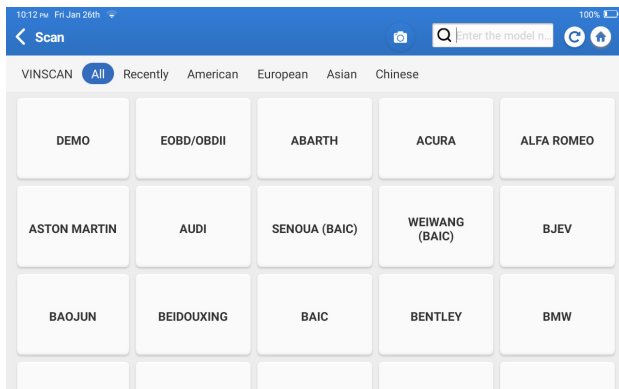 10:12 PM Fri Jan 26th 100%
Scan Enter the model n...
VINSCAN All Recently American European Asian Chinese
DEMO EOBD/OBDII ABARTH ACURA ALFA ROMEO
ASTON MARTIN AUDI SENOUA (BAIC) WEIWANG (BAIC) BJEV
BAOJUN BEIDOUXING BAIC BENTLEY BMW